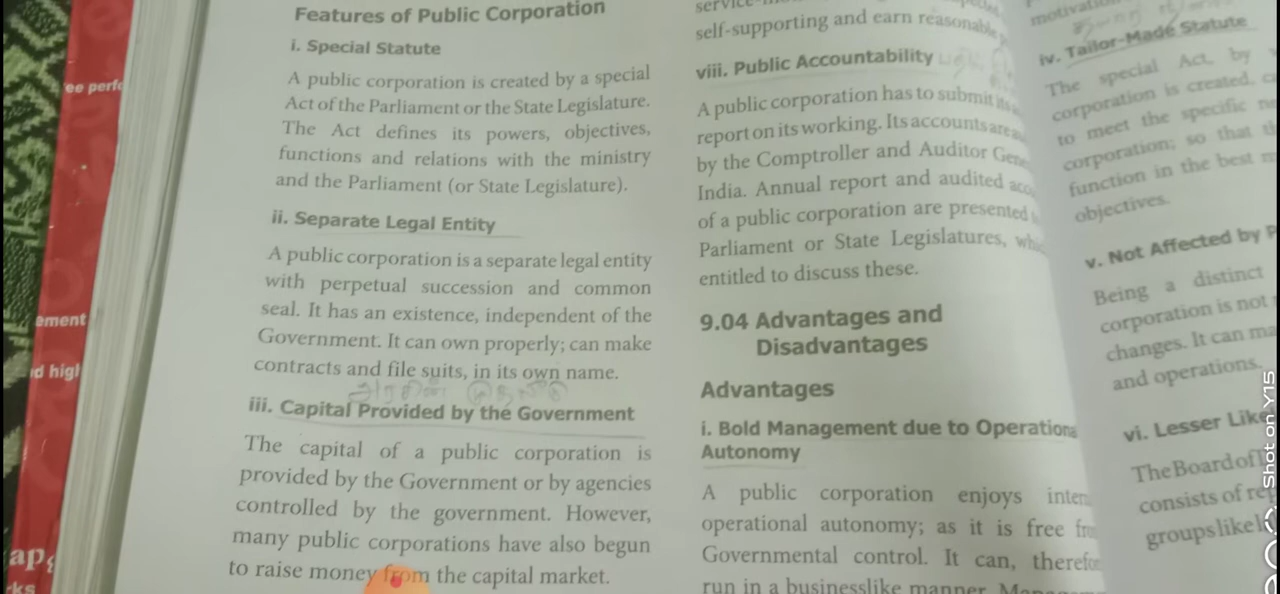 Features of Public Corporation
i. Special Statute
A public corporation is created by a special
Act of the Parliament or the State Legislature.
The Act defines its powers, objectives,
functions and relations with the ministry
and the Parliament (or State Legislature).
ii. Separate Legal Entity
A public corporation is a separate legal entity
with perpetual succession and common
seal. It has an existence, independent of the
Government. It can own properly; can make
contracts and file suits, in its own name.
iii. Capital Provided by the Government
The capital of a public corporation is
provided by the Government or by agencies
controlled by the government. However,
many public corporations have also begun
to raise money from the capital market.
self-supporting and earn reasonable
viii. Public Accountability
A public corporation has to submit its
report on its working. Its accounts are
by the Comptroller and Auditor
India. Annual report and audited
of a public corporation are presented
Parliament or State Legislatures,
entitled to discuss these.
9.04 Advantages and
Disadvantages
Advantages
i. Bold Management due to Operationa
Autonomy
A public corporation enjoys inter
operational autonomy; as it is free
Governmental control. It can, therefo
run in a businesslike manner.
iv. Tailor-Made Statute
The special Act, by
corporation is created,
to meet the specific
corporation; so that
function in the best
objectives.
v. Not Affected by
Being a distinct
corporation is not
changes. It can
and operations.
vi. Lesser
The Board of
consists of
groups like
ee perf
ement
d high
Shot on Y15